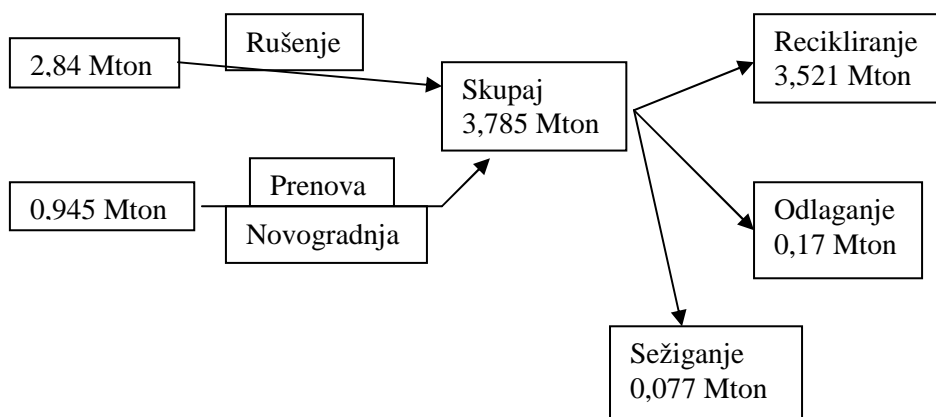 Rušenje
2,84 Mton
Skupaj
3,785 Mton
Recikliranje
3,521 Mton
Prenova
0,945 Mton
Novogradnja
Odlaganje
0,17 Mton
Sežiganje
0,077 Mton